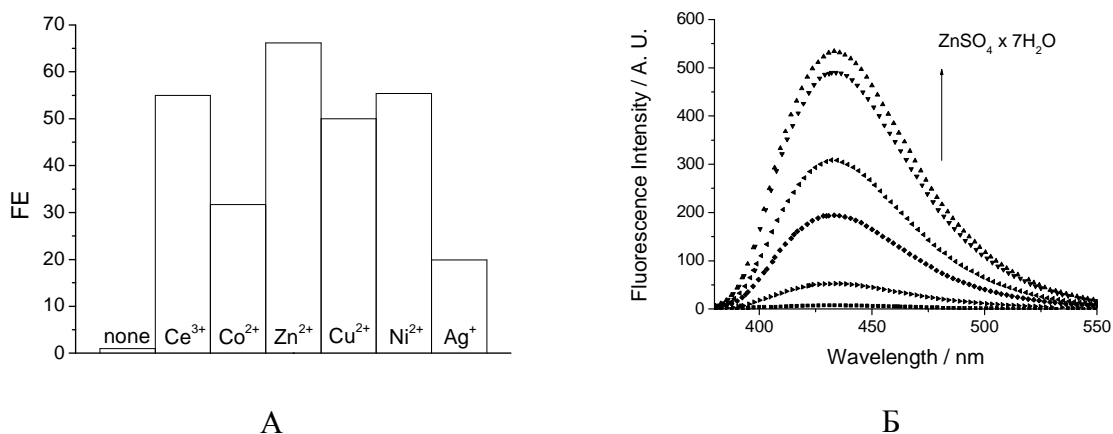 70
60
50
40
30
20
10
0
FE
none Ce³⁺ Co²⁺ Zn²⁺ Cu²⁺ Ni²⁺ Ag⁺
А
600
500
400
300
200
100
0
Fluorescence Intensity / A. U.
ZnSO₄ x 7H₂O
400 450 500 550
Wavelength / nm
Б